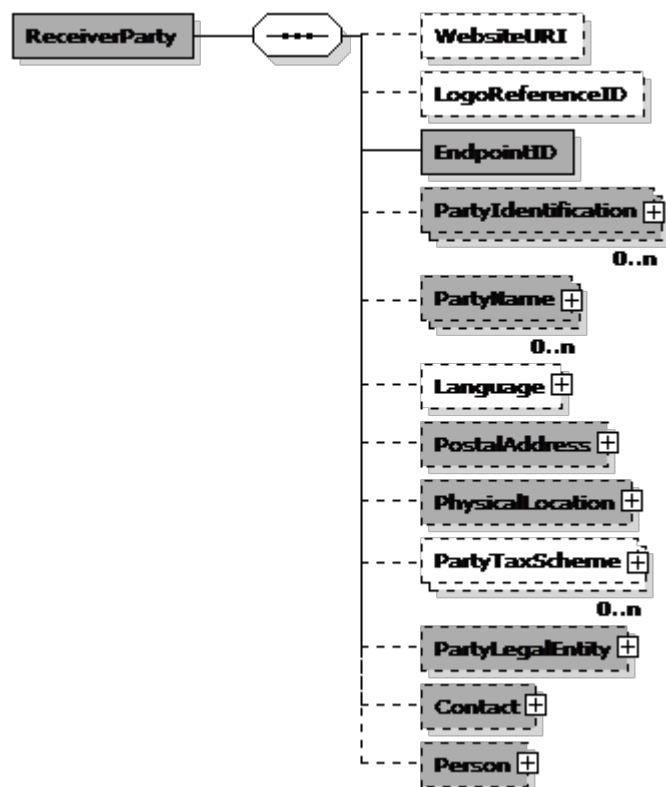 ReceiverParty
WebsiteURI
LogoReferenceID
EndpointID
PartyIdentification
0..n
PartyName
0..n
Language
PostalAddress
PhysicalLocation
PartyTaxScheme
0..n
PartyLegalEntity
Contact
Person